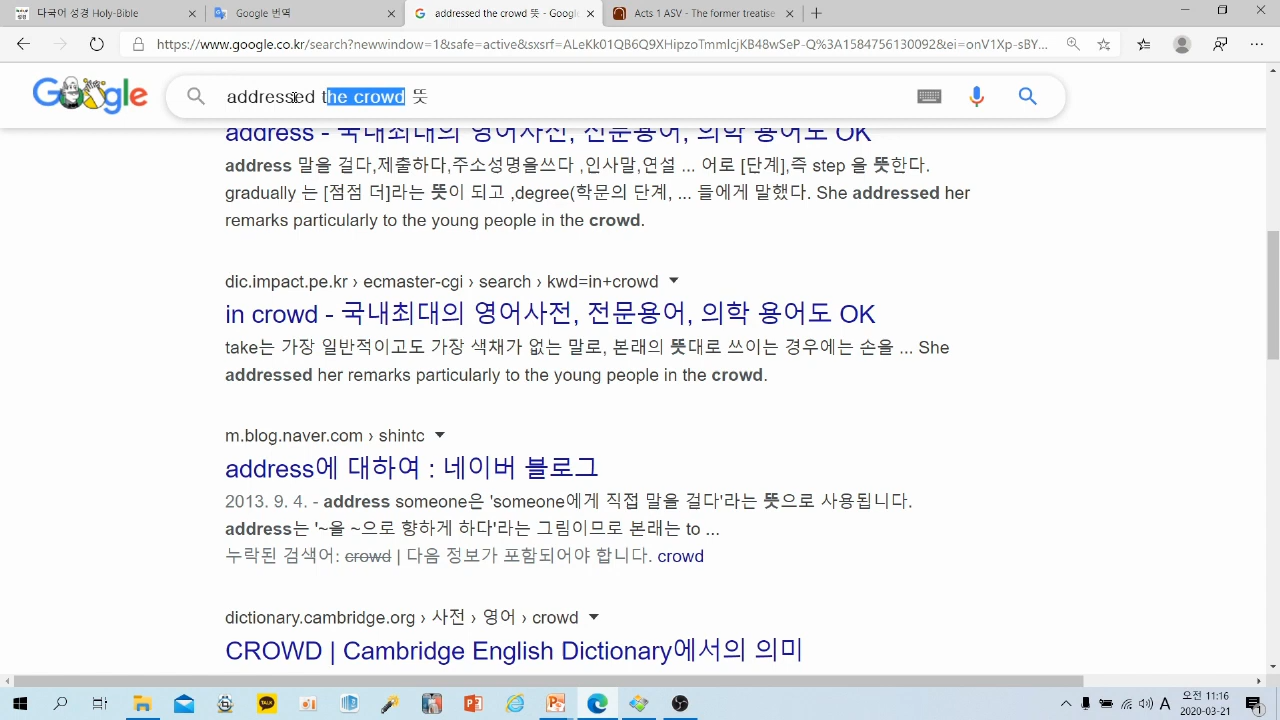 다국어 성경 Holy-Bible
Google 번역
addressed the crowd 뜻 - Google
Acts 1 ASV - The former treatise
https://www.google.co.kr/search?newwindow=1&safe=active&sxsrf=ALeKk01QB6Q9XHipzoTmmlcjKB48wSeP-Q%3A1584756130092&ei=onV1Xp-sBY...
Google
addressed the crowd 뜻
address - 국내최대의 영어사전, 전문용어, 의학 용어도 OK
address 말을 걸다,제출하다,주소성명을쓰다 ,인사말,연설 ... 어로 [단계],즉 step 을 뜻한다.
gradually 는 [점점 더]라는 뜻이 되고 ,degree(학문의 단계, ... 들에게 말했다. She addressed her
remarks particularly to the young people in the crowd.
dic.impact.pe.kr › ecmaster-cgi › search › kwd=in+crowd
in crowd - 국내최대의 영어사전, 전문용어, 의학 용어도 OK
take는 가장 일반적이고도 가장 색채가 없는 말로, 본래의 뜻대로 쓰이는 경우에는 손을 ... She
addressed her remarks particularly to the young people in the crowd.
m.blog.naver.com › shintc
address에 대하여 : 네이버 블로그
2013. 9. 4. - address someone은 'someone에게 직접 말을 걸다'라는 뜻으로 사용됩니다.
address는 '~을 ~으로 향하게 하다'라는 그림이므로 본래는 to ...
누락된 검색어: crowd | 다음 정보가 포함되어야 합니다. crowd
dictionary.cambridge.org › 사전 › 영어 › crowd
CROWD | Cambridge English Dictionary에서의 의미
TALK
A
오전 11:16
2020-03-21